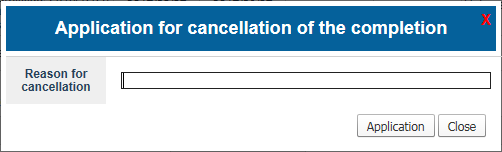 Application for cancellation of the completion
X
Reason for
cancellation
Application
Close